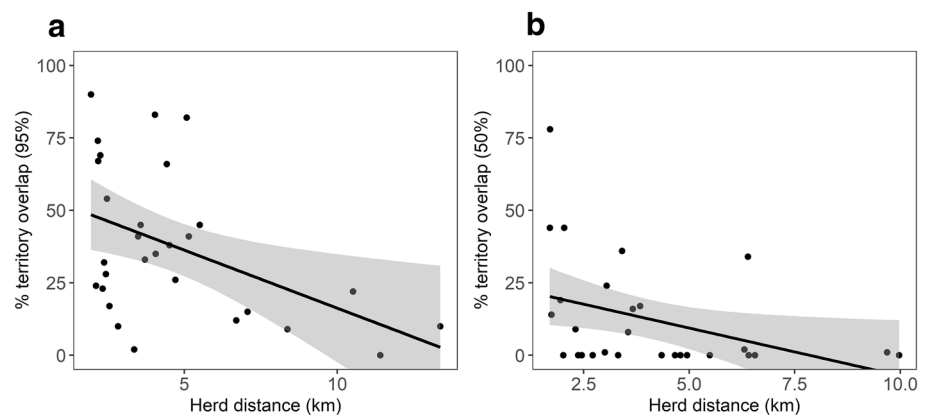 a
% territory overlap (95%)
100
75
50
25
0
5
10
Herd distance (km)
b
% territory overlap (50%)
100
75
50
25
0
2.5
5.0
7.5
10.0
Herd distance (km)